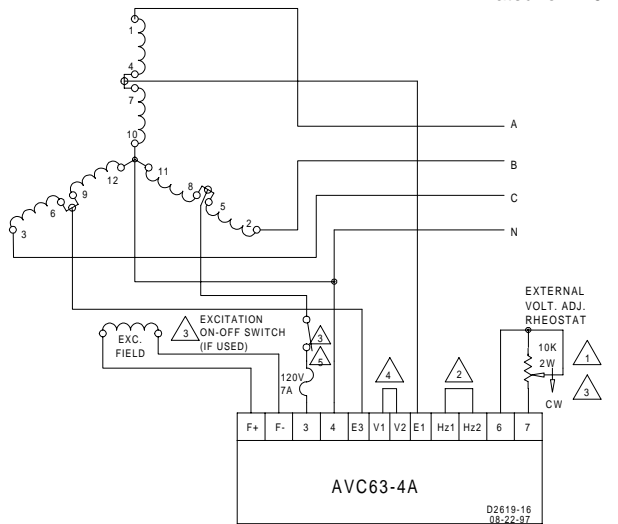 1
4
7
10
A
B
C
N
12
11
9
8
6
5
3
2
EXTERNAL
VOLT. ADJ.
RHEOSTAT
EXC.
FIELD
3
EXCITATION
ON-OFF SWITCH
(IF USED)
3
5
120V
7A
4
2
10K
2W
1
3
CW
F+ F- 3 4 E3 V1 V2 E1 Hz1 Hz2 6 7
AVC63-4A
D2619-16
08-22-97